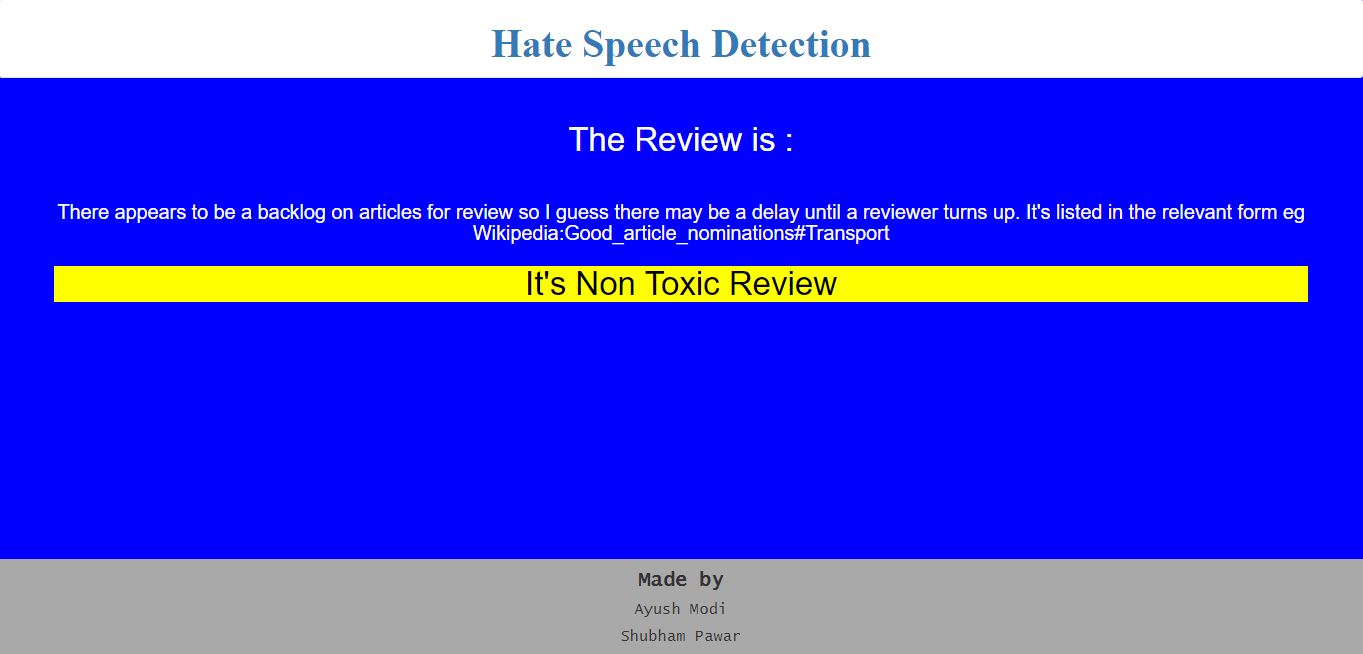 Hate Speech Detection
The Review is :
There appears to be a backlog on articles for review so I guess there may be a delay until a reviewer turns up. It's listed in the relevant form eg
Wikipedia:Good_article_nominations#Transport
It's Non Toxic Review
Made by
Ayush Modi
Shubham Pawar